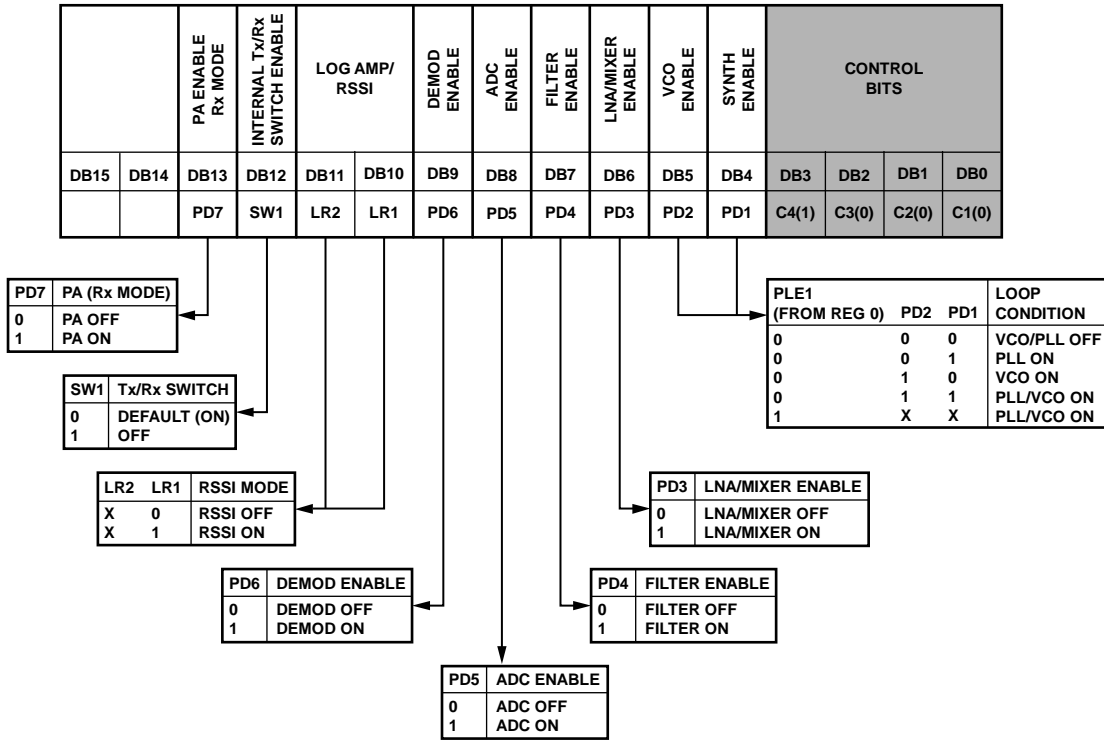 PA ENABLE
Rx MODE
INTERNAL Tx/Rx
SWITCH ENABLE
LOG AMP/
RSSI
DEMOD
ENABLE
ADC
ENABLE
FILTER
ENABLE
LNA/MIXER
ENABLE
VCO
ENABLE
SYNTH
ENABLE
CONTROL
BITS
DB15 DB14 DB13 DB12 DB11 DB10 DB9 DB8 DB7 DB6 DB5 DB4 DB3 DB2 DB1 DB0
PD7 SW1 LR2 LR1 PD6 PD5 PD4 PD3 PD2 PD1 C4(1) C3(0) C2(0) C1(0)
PD7 PA (Rx MODE)
0 PA OFF
1 PA ON
PLE1 LOOP
(FROM REG 0) PD2 PD1 CONDITION
0 0 0 VCO/PLL OFF
0 0 1 PLL ON
0 1 0 VCO ON
0 1 1 PLL/VCO ON
1 X X PLL/VCO ON
SW1 Tx/Rx SWITCH
0 DEFAULT (ON)
1 OFF
LR2 LR1 RSSI MODE
X 0 RSSI OFF
X 1 RSSI ON
PD3 LNA/MIXER ENABLE
0 LNA/MIXER OFF
1 LNA/MIXER ON
PD6 DEMOD ENABLE
0 DEMOD OFF
1 DEMOD ON
PD4 FILTER ENABLE
0 FILTER OFF
1 FILTER ON
PD5 ADC ENABLE
0 ADC OFF
1 ADC ON